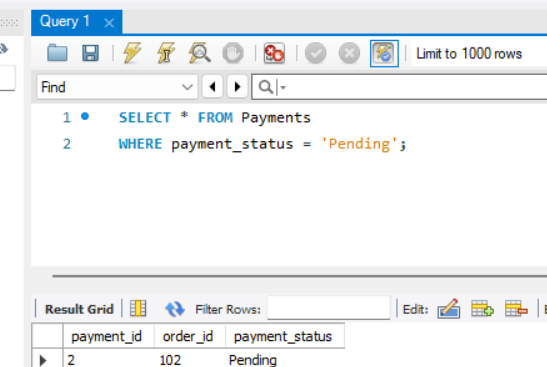 Query 1
Limit to 1000 rows
Find
1 SELECT * FROM Payments
2 WHERE payment_status = 'Pending';
Result Grid Filter Rows: Edit:
payment_id order_id payment_status
2 102 Pending